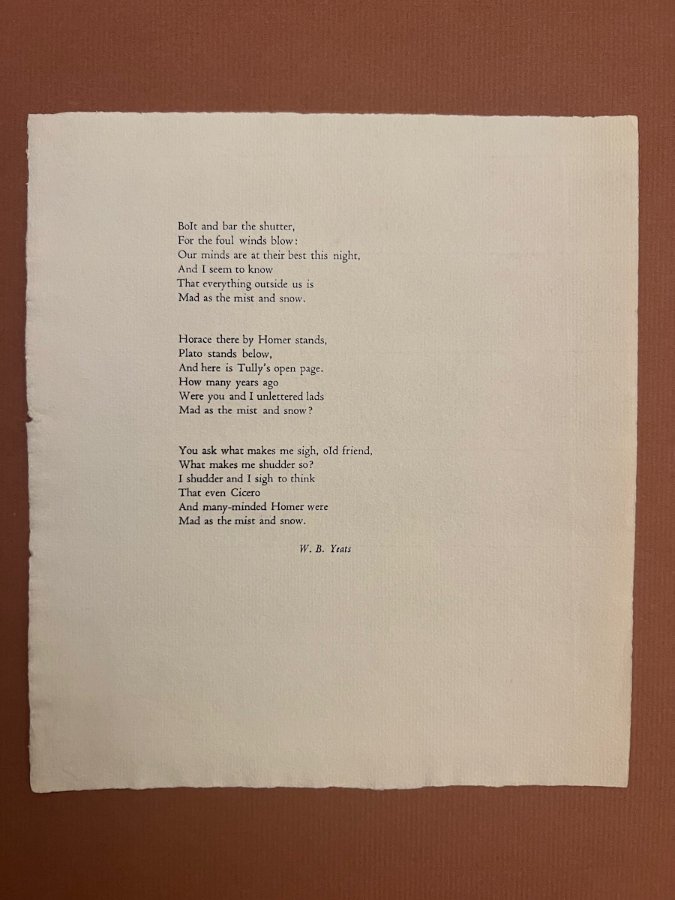 Bolt and bar the shutter,
For the foul winds blow:
Our minds are at their best this night,
And I seem to know
That everything outside us is
Mad as the mist and snow.
Horace there by Homer stands,
Plato stands below,
And here is Tully's open page.
How many years ago
Were you and I unlettered lads
Mad as the mist and snow?
You ask what makes me sigh, old friend,
What makes me shudder so?
I shudder and I sigh to think
That even Cicero
And many-minded Homer were
Mad as the mist and snow.
W. B. Yeats